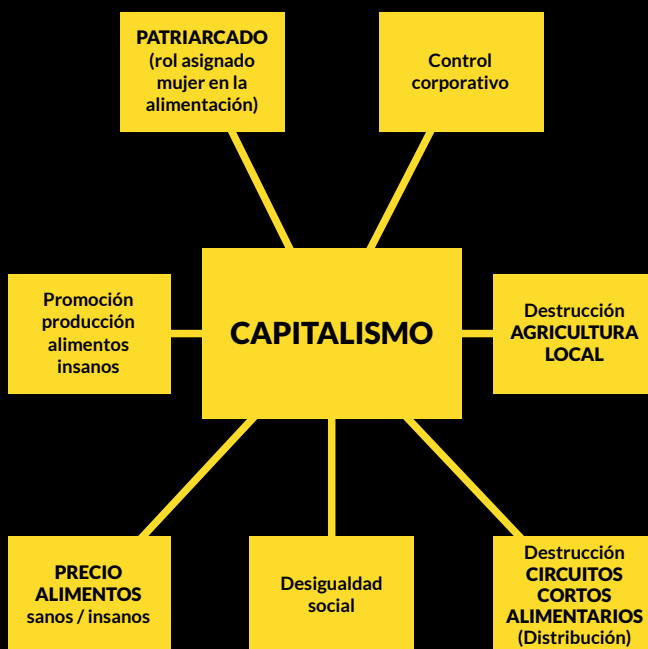 PATRIARCADO
(rol asignado
mujer en la
alimentación)
Control
corporativo
Promoción
producción
alimentos
insanos
CAPITALISMO
Destrucción
AGRICULTURA
LOCAL
PRECIO
ALIMENTOS
sanos / insanos
Desigualdad
social
Destrucción
CIRCUITOS
CORTOS
ALIMENTARIOS
(Distribución)